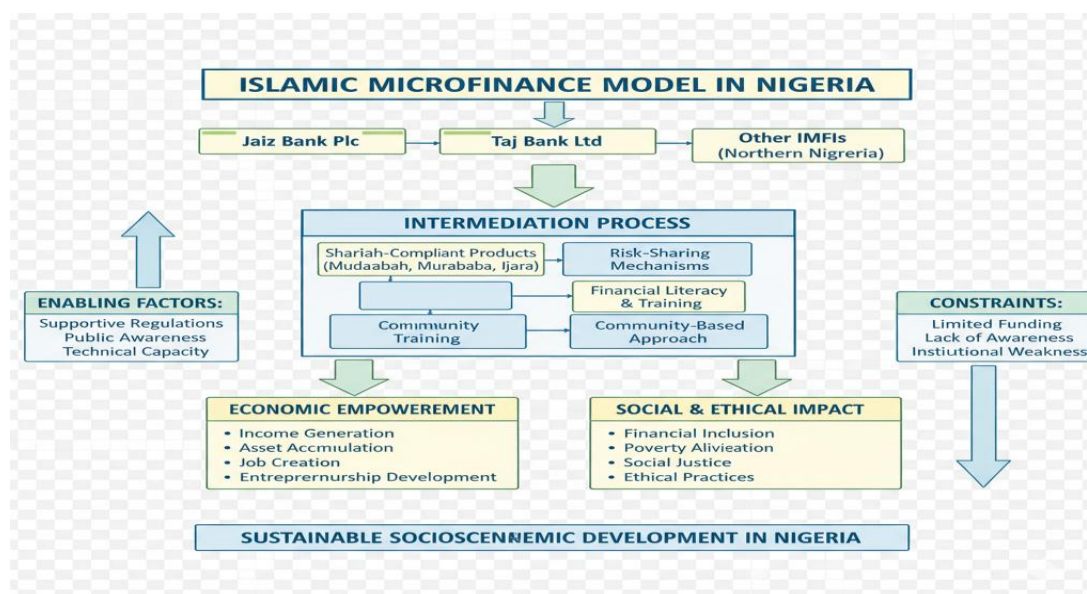 ISLAMIC MICROFINANCE MODEL IN NIGERIA
Jaiz Bank Plc
Taj Bank Ltd
Other IMFIs
(Northern Nigreria)
INTERMEDIATION PROCESS
Shariah-Compliant Products
(Mudaabah, Murababa, Ijara)
Risk-Sharing
Mechanisms
Financial Literacy
& Training
Community
Training
Community-Based
Approach
ENABLING FACTORS:
Supportive Regulations
Public Awareness
Technical Capacity
CONSTRAINTS:
Limited Funding
Lack of Awareness
Instiutional Weakness
ECONOMIC EMPOWEREMENT
• Income Generation
• Asset Accmıulation
• Job Creation
• Entreprernurship Development
SOCIAL & ETHICAL IMPACT
• Financial Inclusion
• Poverty Alivieation
• Social Justice
• Ethical Practices
SUSTAINABLE DEVELOPMENT IN NIGERIA